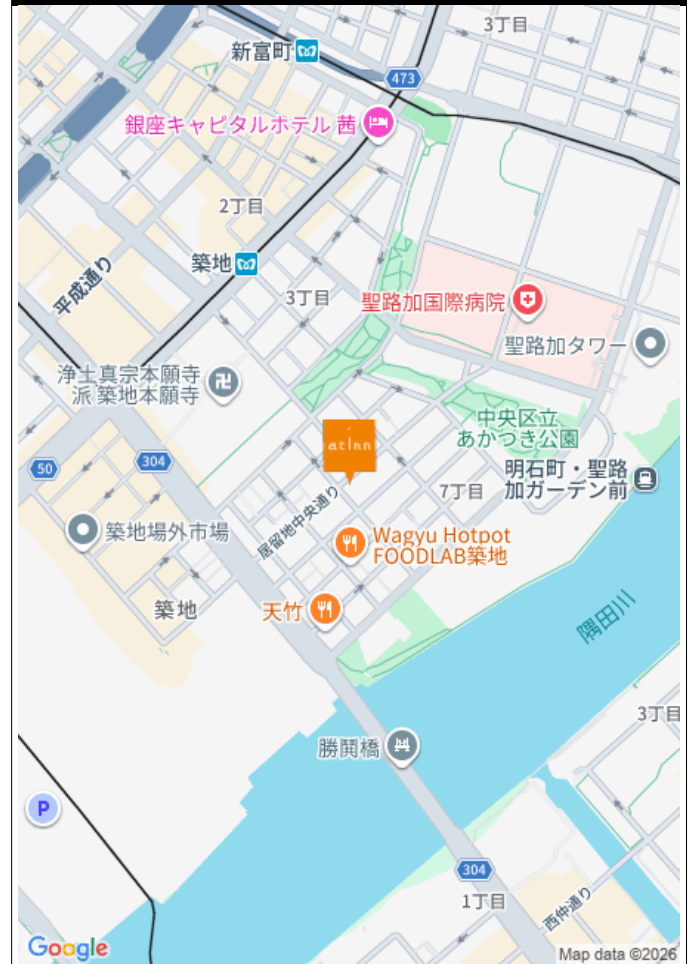 3丁目
新富町
473
銀座キャピタルホテル 茜
2丁目
築地
平成通り
3丁目
聖路加国際病院
聖路加タワー
浄土真宗本願寺
派 築地本願寺
中央区立
あかつき公園
at inn
50
304
明石町・聖路
加ガーデン前
7丁目
居留地中央通り
築地場外市場
Wagyu Hotpot
FOODLAB築地
築地
天竹
隅田川
3丁目
勝鬨橋
P
304
1丁目
西仲通り
Google
Map data ©2026